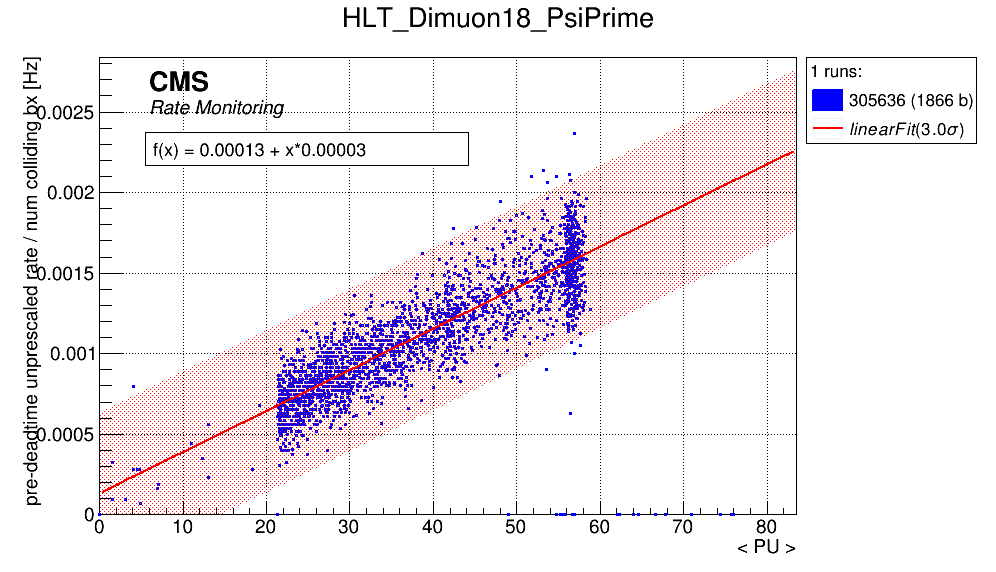 HLT_Dimuon18_PsiPrime
CMS
Rate Monitoring
f(x) = 0.00013 + x*0.00003
1 runs:
305636 (1866 b)
linearFit(3.0σ)
pre-deadtime unprescaled rate / num colliding bx [Hz]
0.0025
0.002
0.0015
0.001
0.0005
0
0 10 20 30 40 50 60 70 80
< PU >